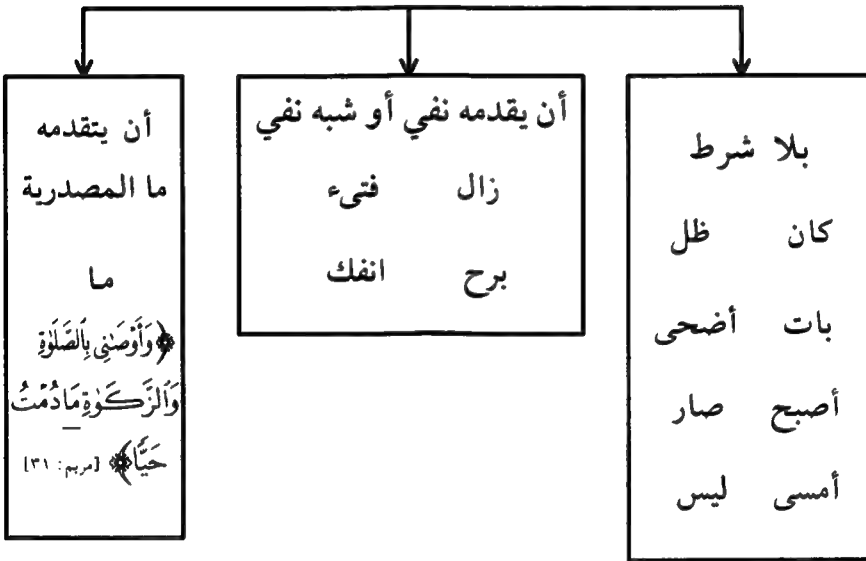 بلا شرط
كان ظل
بات أضحى
أصبح صار
أمسى ليس
أن يقدمه نفي أو شبه نفي
زال فتىء
برح انفك
أن يتقدمه
ما المصدرية
ما
﴿وَأَوْصَٰنِى بِٱلصَّلَوٰةِ
وَٱلزَّكَوٰةِ مَا دُمْتُ
حَيًّا﴾ [مريم: ٣١]